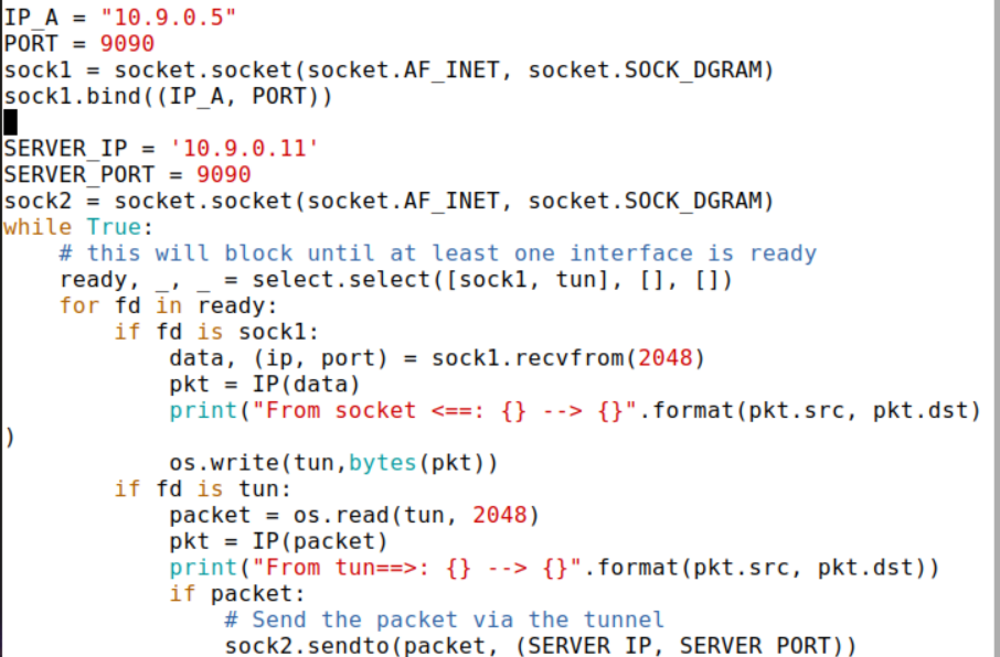 IP_A = "10.9.0.5"
PORT = 9090
sock1 = socket.socket(socket.AF_INET, socket.SOCK_DGRAM)
sock1.bind((IP_A, PORT))
SERVER_IP = '10.9.0.11'
SERVER_PORT = 9090
sock2 = socket.socket(socket.AF_INET, socket.SOCK_DGRAM)
while True:
    # this will block until at least one interface is ready
    ready, _, _ = select.select([sock1, tun], [], [])
    for fd in ready:
        if fd is sock1:
            data, (ip, port) = sock1.recvfrom(2048)
            pkt = IP(data)
            print("From socket <==: {} --> {}".format(pkt.src, pkt.dst)
)
            os.write(tun,bytes(pkt))
        if fd is tun:
            packet = os.read(tun, 2048)
            pkt = IP(packet)
            print("From tun==>: {} --> {}".format(pkt.src, pkt.dst))
            if packet:
                # Send the packet via the tunnel
                sock2.sendto(packet, (SERVER_IP, SERVER_PORT))